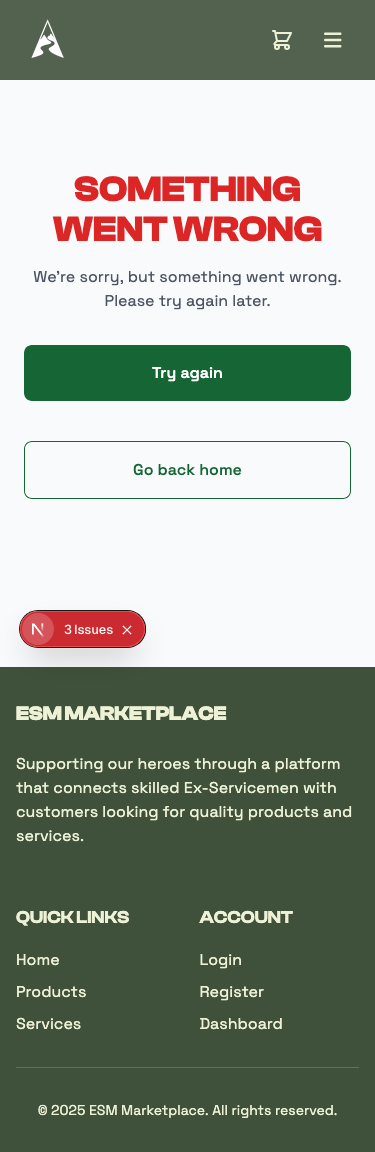 SOMETHING
WENT WRONG
We're sorry, but something went wrong.
Please try again later.
Try again
Go back home
N 3 Issues
ESM MARKETPLACE
Supporting our heroes through a platform
that connects skilled Ex-Servicemen with
customers looking for quality products and
services.
QUICK LINKS
Home
Products
Services
ACCOUNT
Login
Register
Dashboard
© 2025 ESM Marketplace. All rights reserved.